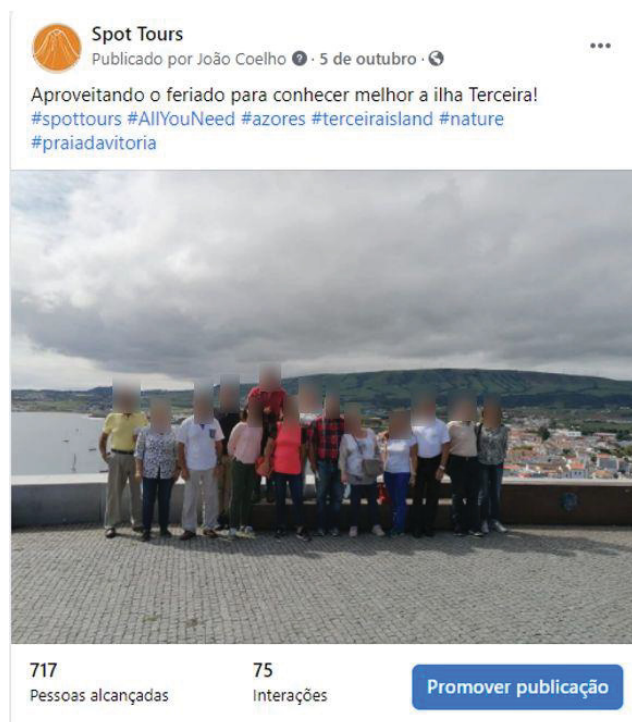 Spot Tours
Publicado por João Coelho · 5 de outubro ·
Aproveitando o feriado para conhecer melhor a ilha Terceira!
#spottours #AllYouNeed #azores #terceiraisland #nature
#praiadavitoria
717
Pessoas alcançadas
75
Interações
Promover publicação